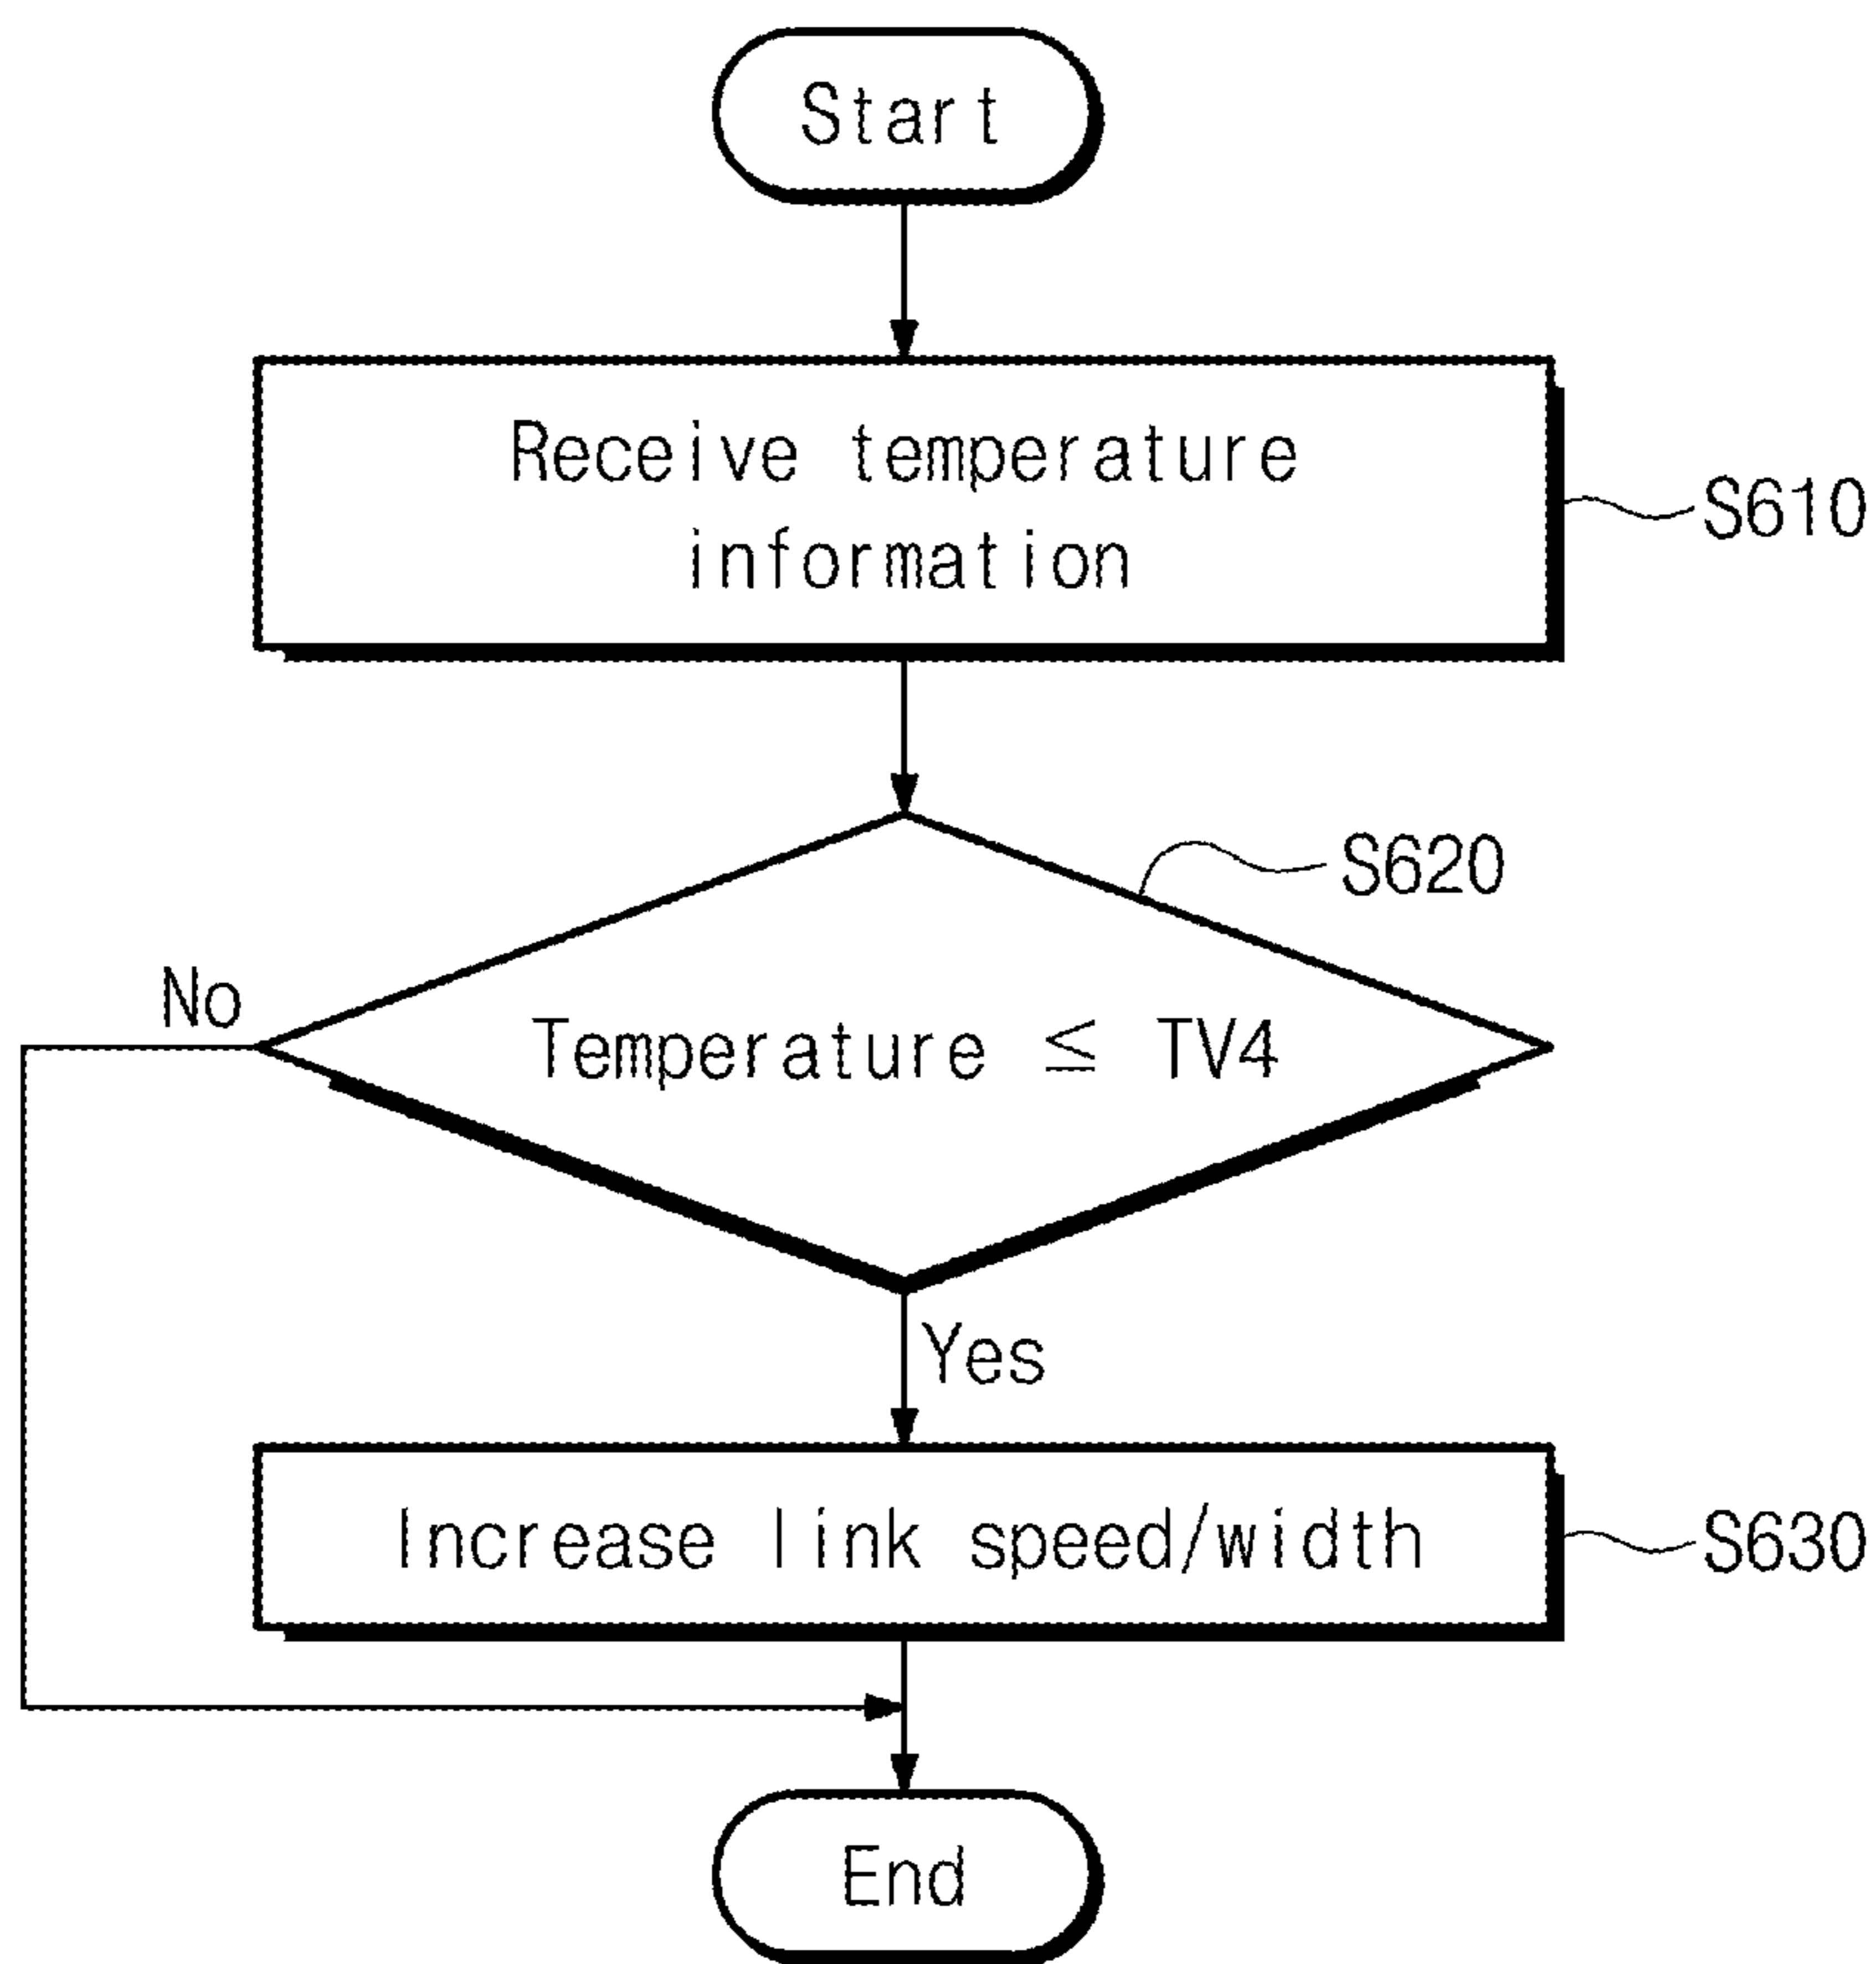 Start
Receive temperature
information
S610
S620
No
Temperature ≦ TV4
Yes
Increase link speed/width
S630
End